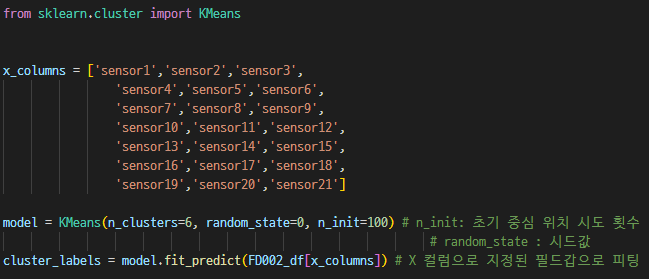 from sklearn.cluster import KMeans
x_columns = ['sensor1','sensor2','sensor3',
'sensor4','sensor5','sensor6',
'sensor7','sensor8','sensor9',
'sensor10','sensor11','sensor12',
'sensor13','sensor14','sensor15',
'sensor16','sensor17','sensor18',
'sensor19','sensor20','sensor21']
model = KMeans(n_clusters=6, random_state=0, n_init=100) # n_init: 초기 중심 위치 시도 횟수
# random_state : 시드값
cluster_labels = model.fit_predict(FD002_df[x_columns]) # X 컬럼으로 지정된 필드값으로 피팅